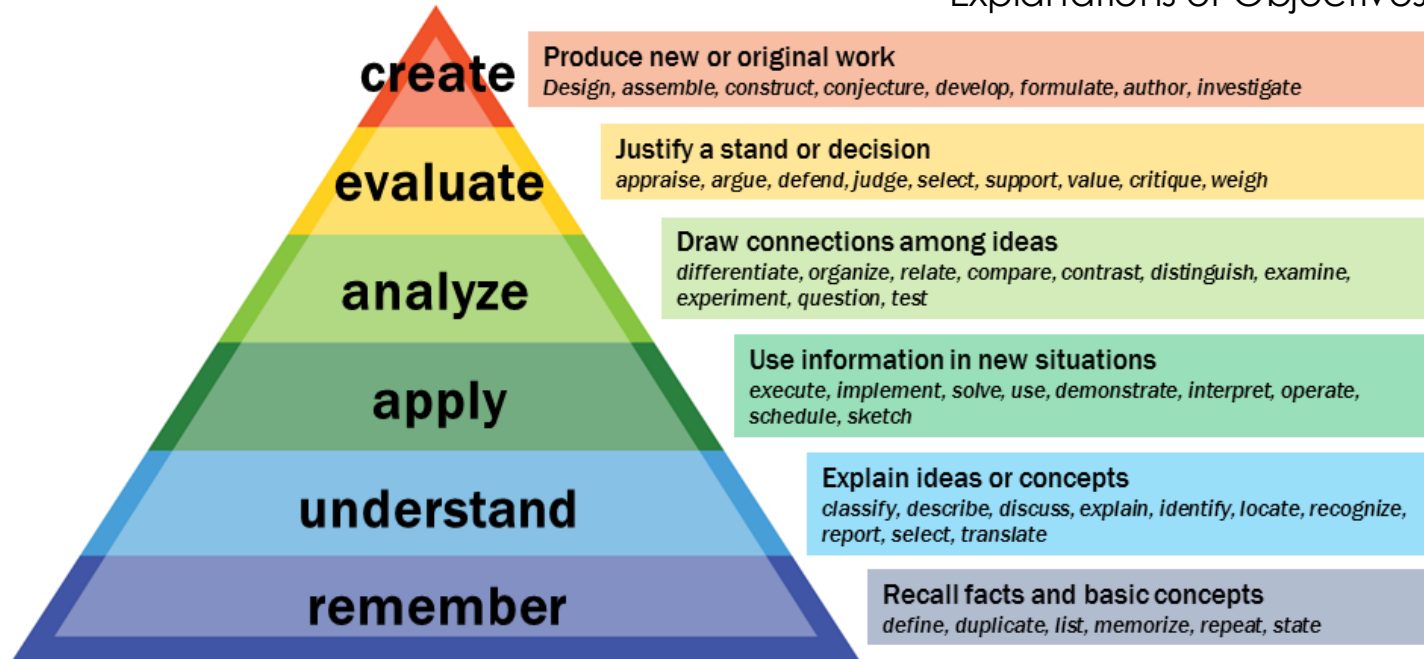 Explanations of Objectives
create
Produce new or original work
Design, assemble, construct, conjecture, develop, formulate, author, investigate
evaluate
Justify a stand or decision
appraise, argue, defend, judge, select, support, value, critique, weigh
analyze
Draw connections among ideas
differentiate, organize, relate, compare, contrast, distinguish, examine,
experiment, question, test
apply
Use information in new situations
execute, implement, solve, use, demonstrate, interpret, operate,
schedule, sketch
understand
Explain ideas or concepts
classify, describe, discuss, explain, identify, locate, recognize,
report, select, translate
remember
Recall facts and basic concepts
define, duplicate, list, memorize, repeat, state